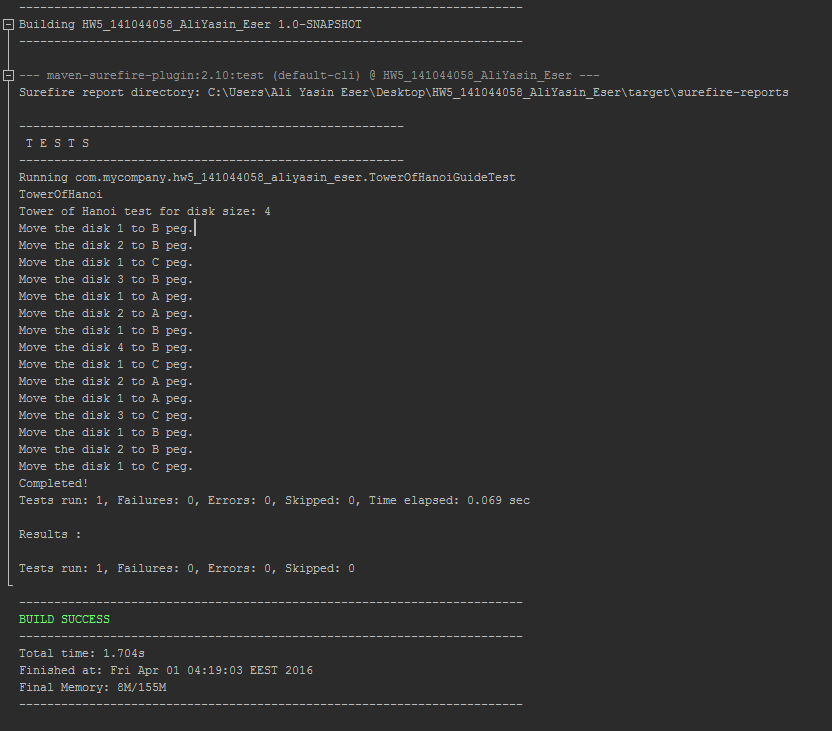 ------------------------------------------------------------------------
Building HW5_141044058_AliYasin_Eser 1.0-SNAPSHOT
------------------------------------------------------------------------
--- maven-surefire-plugin:2.10:test (default-cli) @ HW5_141044058_AliYasin_Eser ---
Surefire report directory: C:\Users\Ali Yasin Eser\Desktop\HW5_141044058_AliYasin_Eser\target\surefire-reports
-------------------------------------------------------
T E S T S
-------------------------------------------------------
Running com.mycompany.hw5_141044058_aliyasin_eser.TowerOfHanoiGuideTest
TowerOfHanoi
Tower of Hanoi test for disk size: 4
Move the disk 1 to B peg.
Move the disk 2 to B peg.
Move the disk 1 to C peg.
Move the disk 3 to B peg.
Move the disk 1 to A peg.
Move the disk 2 to A peg.
Move the disk 1 to B peg.
Move the disk 4 to B peg.
Move the disk 1 to C peg.
Move the disk 2 to A peg.
Move the disk 1 to A peg.
Move the disk 3 to C peg.
Move the disk 1 to B peg.
Move the disk 2 to B peg.
Move the disk 1 to C peg.
Completed!
Tests run: 1, Failures: 0, Errors: 0, Skipped: 0, Time elapsed: 0.069 sec
Results :
Tests run: 1, Failures: 0, Errors: 0, Skipped: 0
------------------------------------------------------------------------
BUILD SUCCESS
------------------------------------------------------------------------
Total time: 1.704s
Finished at: Fri Apr 01 04:19:03 EEST 2016
Final Memory: 8M/155M
------------------------------------------------------------------------